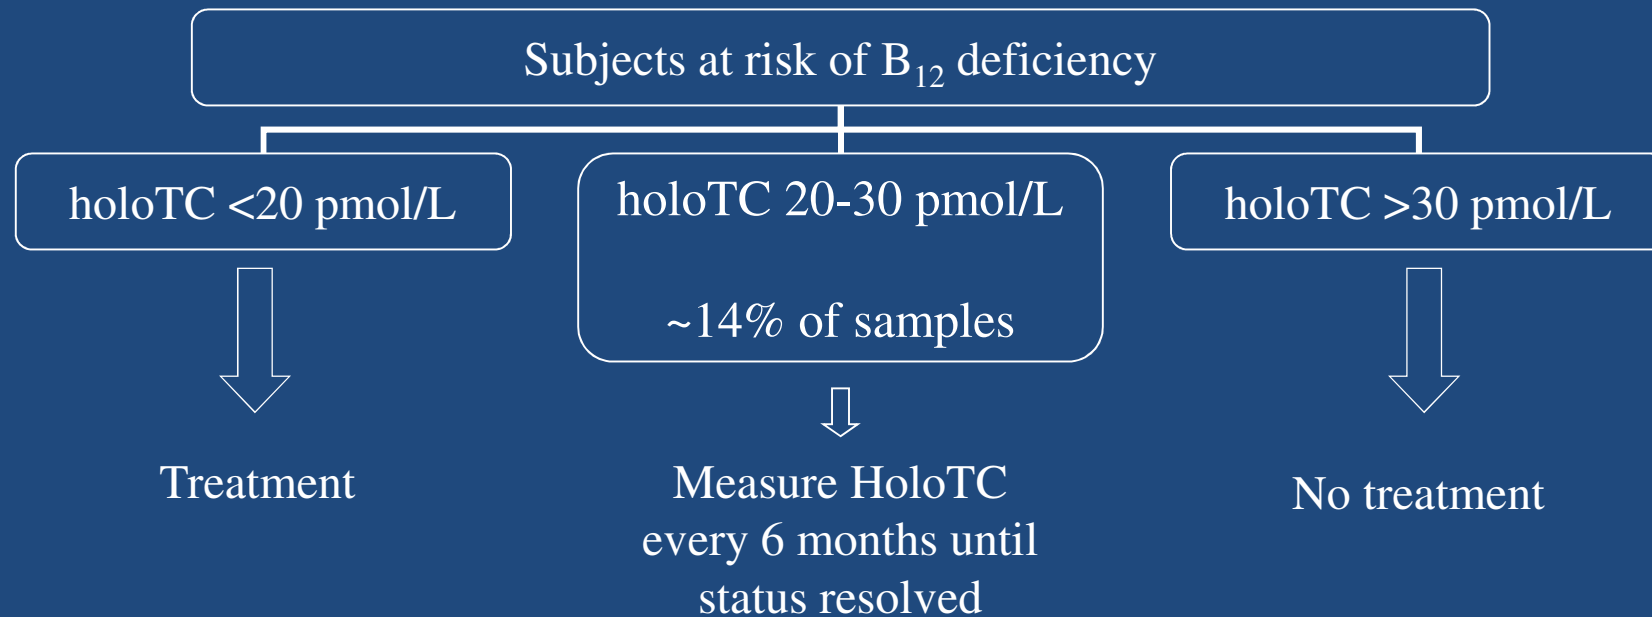 Subjects at risk of B₁₂ deficiency
holoTC <20 pmol/L
holoTC 20-30 pmol/L
~14% of samples
holoTC >30 pmol/L
Treatment
Measure HoloTC
every 6 months until
status resolved
No treatment